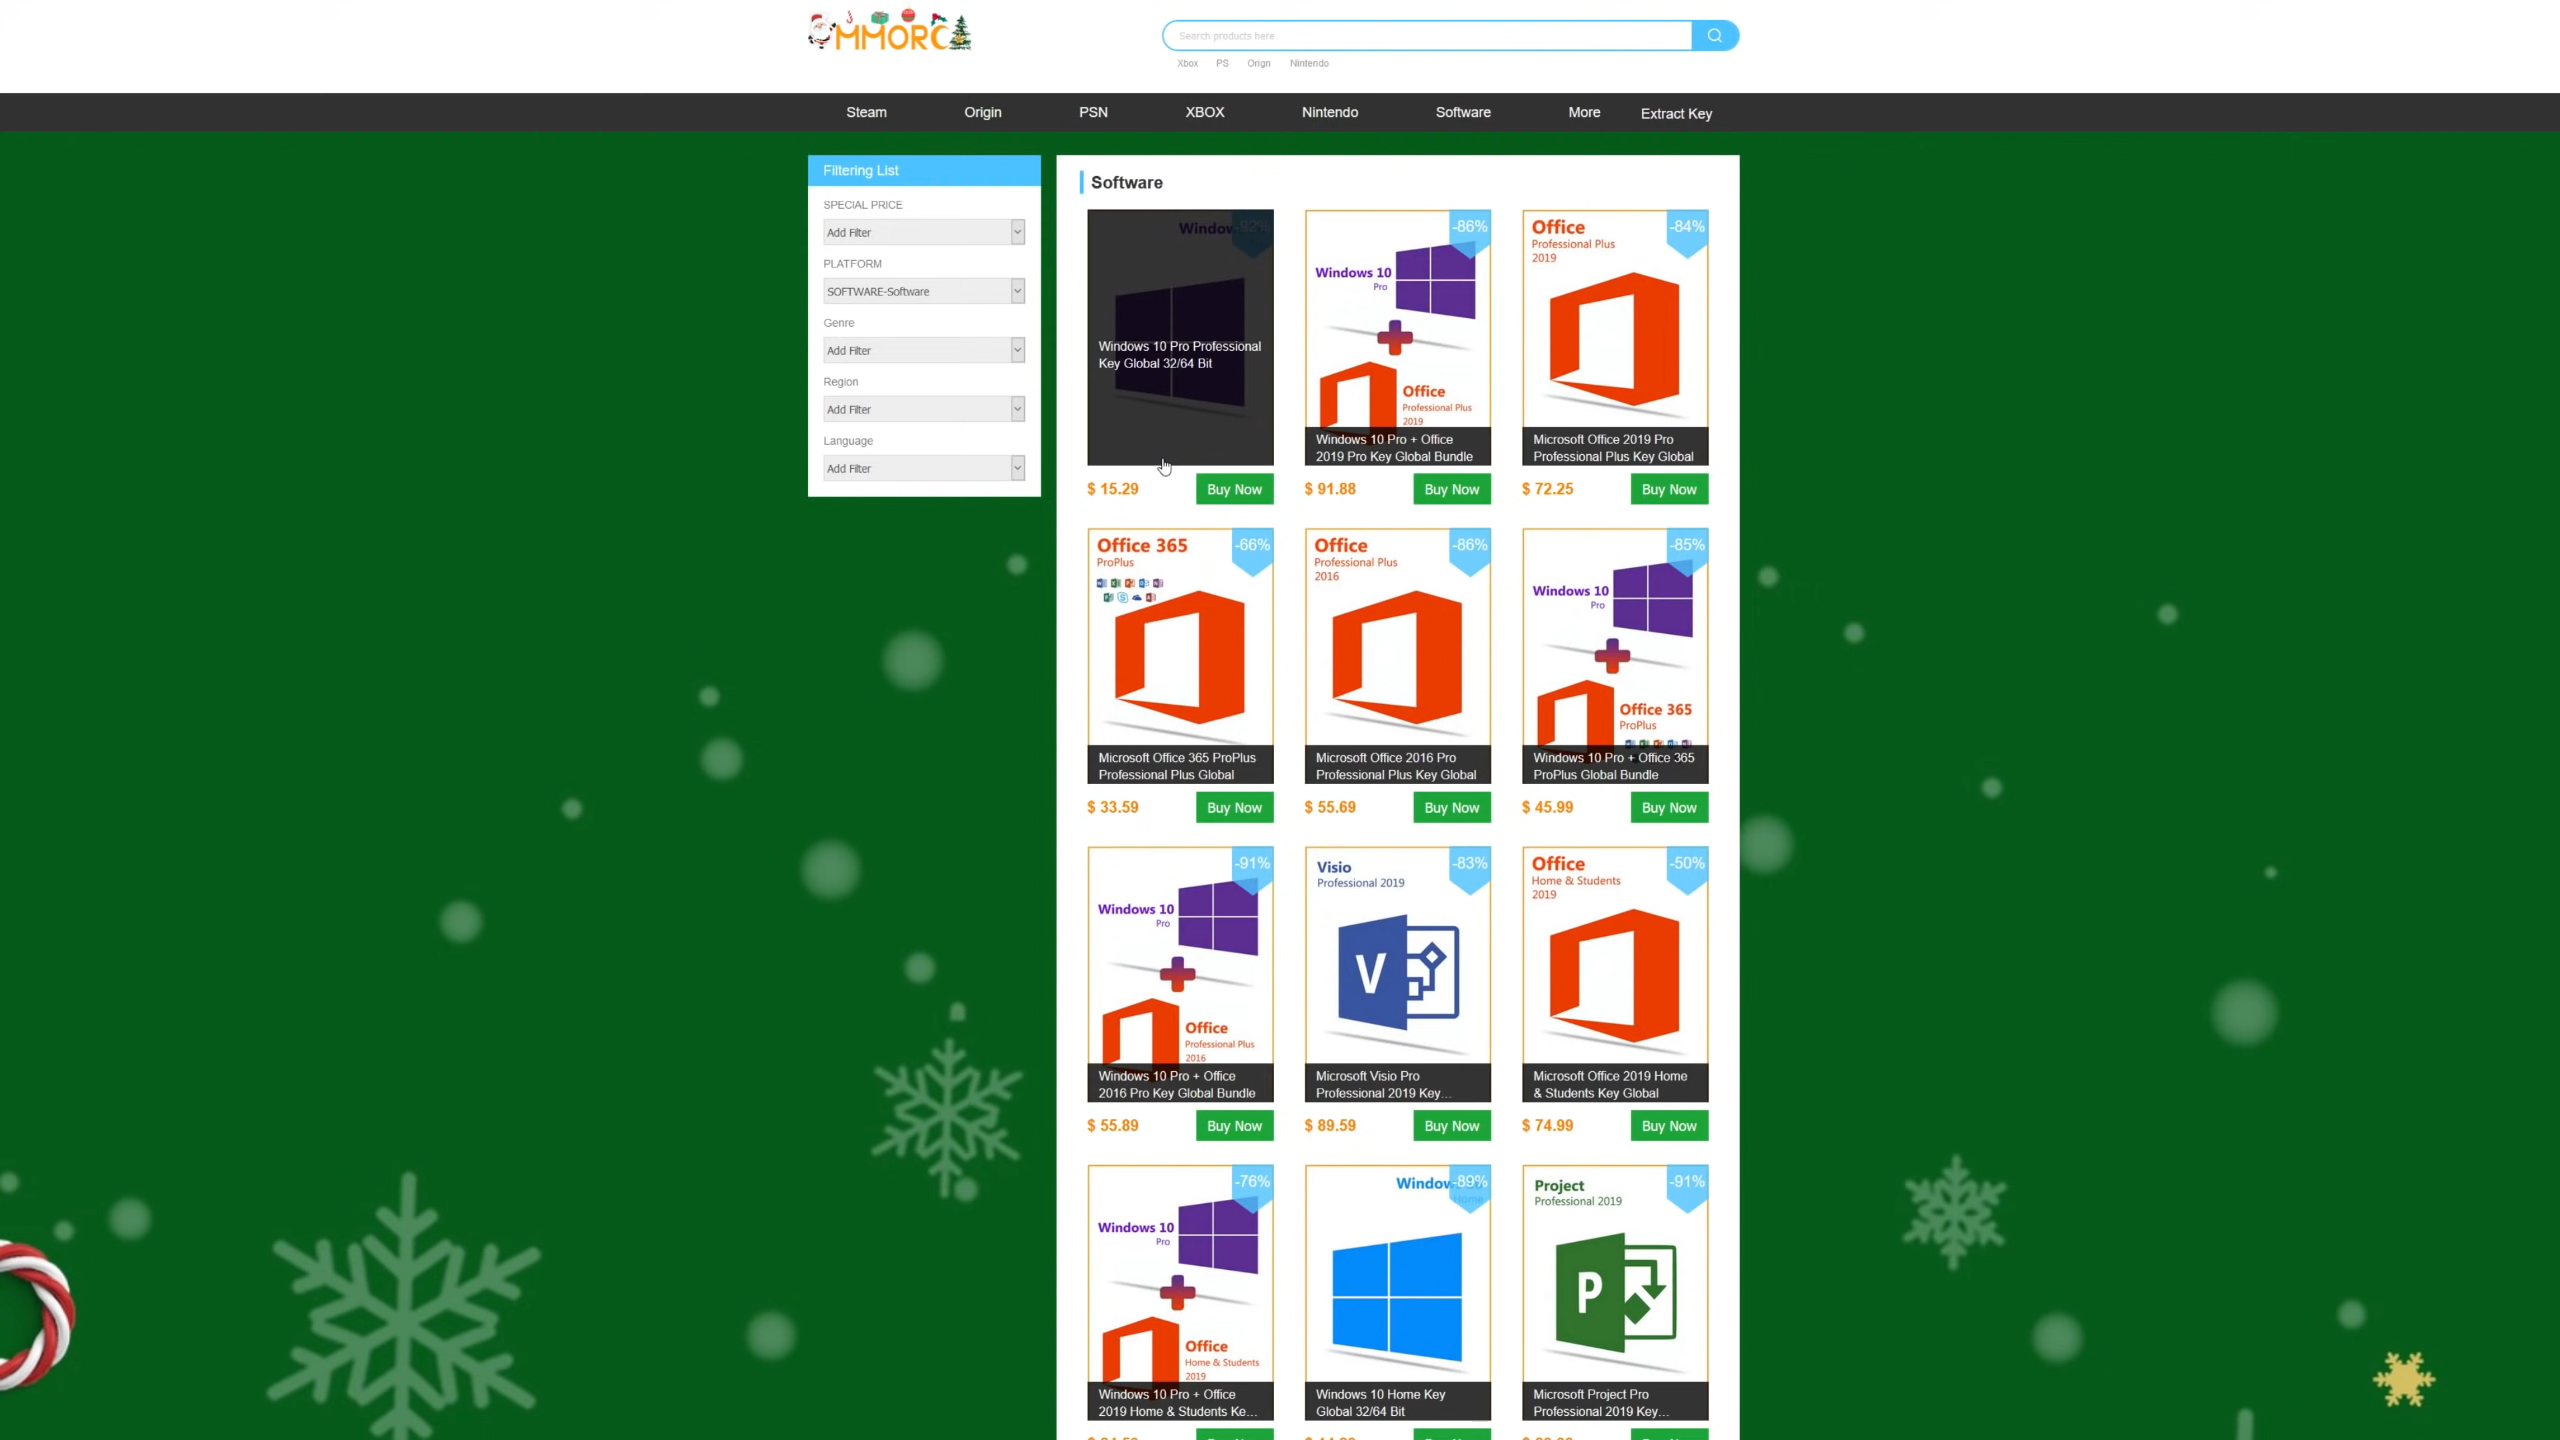 MMORC
Search products here
Xbox PS Orign Nintendo
Steam Origin PSN XBOX Nintendo Software More Extract Key
Filtering List
SPECIAL PRICE
Add Filter
PLATFORM
SOFTWARE-Software
Genre
Add Filter
Region
Add Filter
Language
Add Filter
Software
-92%
Windows 10 Pro Professional
Key Global 32/64 Bit
$ 15.29 Buy Now
-86%
Windows 10
Pro
Office
Professional Plus
2019
Windows 10 Pro + Office
2019 Pro Key Global Bundle
$ 91.88 Buy Now
Office
Professional Plus
2019
-84%
Microsoft Office 2019 Pro
Professional Plus Key Global
$ 72.25 Buy Now
Office 365
ProPlus
-66%
Microsoft Office 365 ProPlus
Professional Plus Global
$ 33.59 Buy Now
Office
Professional Plus
2016
-86%
Microsoft Office 2016 Pro
Professional Plus Key Global
$ 55.69 Buy Now
-85%
Windows 10
Pro
Office 365
ProPlus
Windows 10 Pro + Office 365
ProPlus Global Bundle
$ 45.99 Buy Now
-91%
Windows 10
Pro
Office
Professional Plus
2016
Windows 10 Pro + Office
2016 Pro Key Global Bundle
$ 55.89 Buy Now
Visio
Professional 2019
-83%
V
Microsoft Visio Pro
Professional 2019 Key...
$ 89.59 Buy Now
Office
Home & Students
2019
-50%
Microsoft Office 2019 Home
& Students Key Global
$ 74.99 Buy Now
-76%
Windows 10
Pro
Office
Home & Students
2019
Windows 10 Pro + Office
2019 Home & Students Ke...
-89%
Home
Windows 10 Home Key
Global 32/64 Bit
Project
Professional 2019
-91%
P
Microsoft Project Pro
Professional 2019 Key...